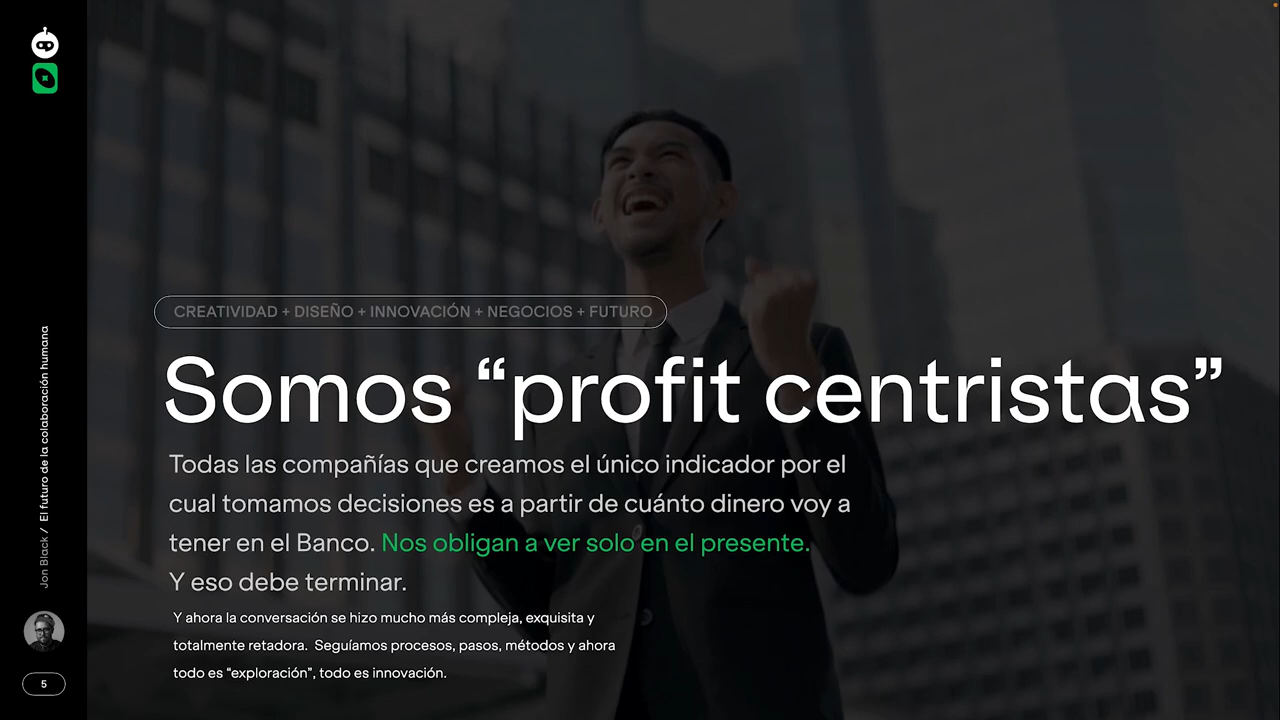 CREATIVIDAD + DISEÑO + INNOVACIÓN + NEGOCIOS + FUTURO
Somos “profit centristas”
Todas las compañías que creamos el único indicador por el
cual tomamos decisiones es a partir de cuánto dinero voy a
tener en el Banco. Nos obligan a ver solo en el presente.
Y eso debe terminar.
Y ahora la conversación se hizo mucho más compleja, exquisita y
totalmente retadora.  Seguíamos procesos, pasos, métodos y ahora
todo es “exploración”, todo es innovación.
Jon Black / El futuro de la colaboración humana
5